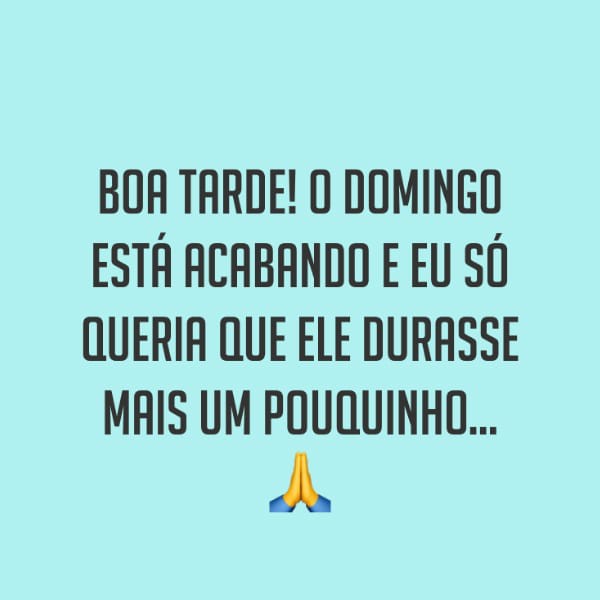 BOA TARDE! O DOMINGO
ESTÁ ACABANDO E EU SÓ
QUERIA QUE ELE DURASSE
MAIS UM POUQUINHO...
🙏